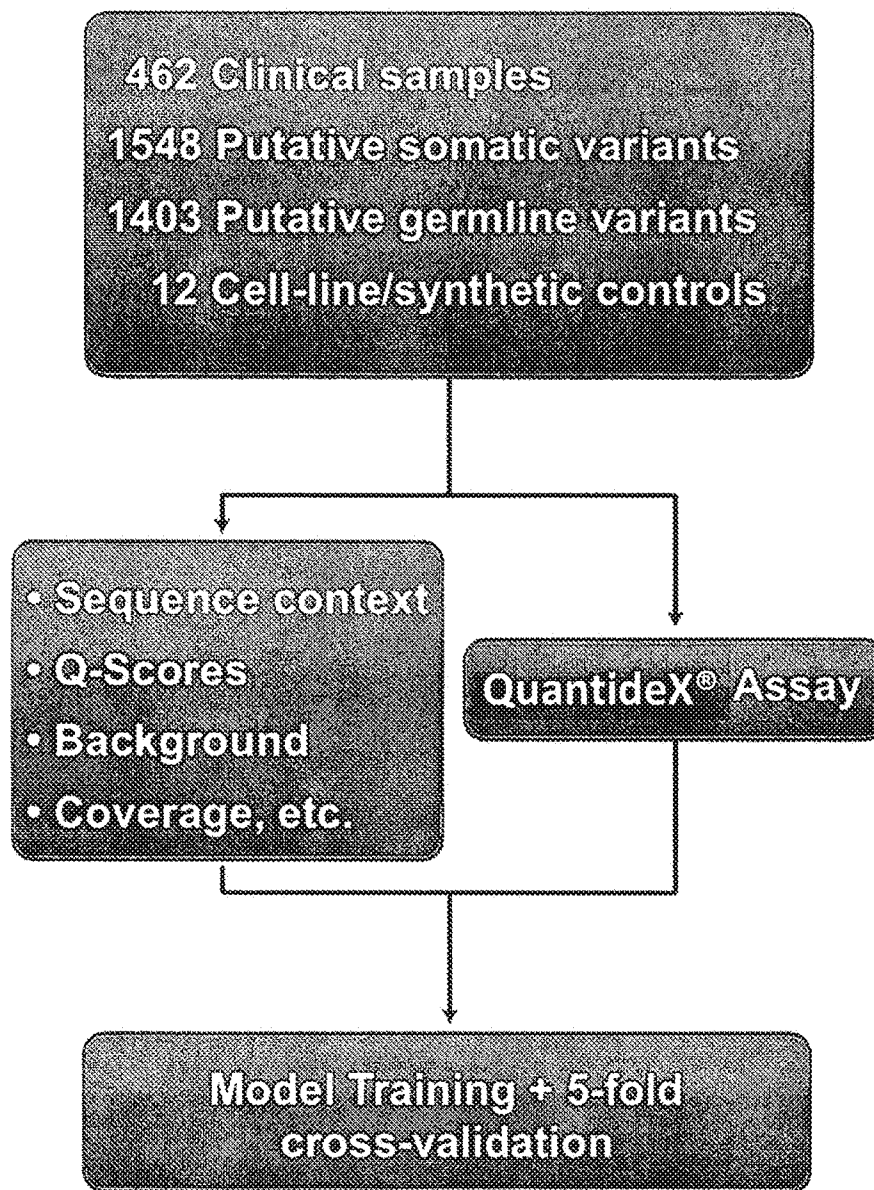 462 Clinical samples
1548 Putative somatic variants
1403 Putative germline variants
12 Cell-line/synthetic controls
• Sequence context
• Q-Scores
• Background
• Coverage, etc.
QuantideX® Assay
Model Training + 5-fold
cross-validation